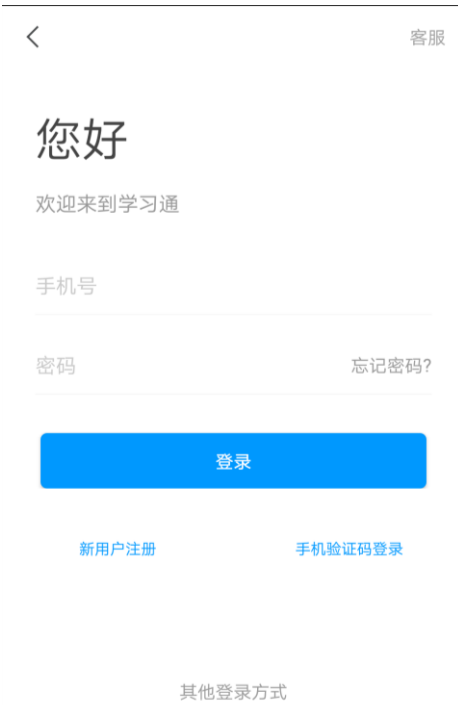 客服
您好
欢迎来到学习通
手机号
密码 忘记密码?
登录
新用户注册 手机验证码登录
其他登录方式